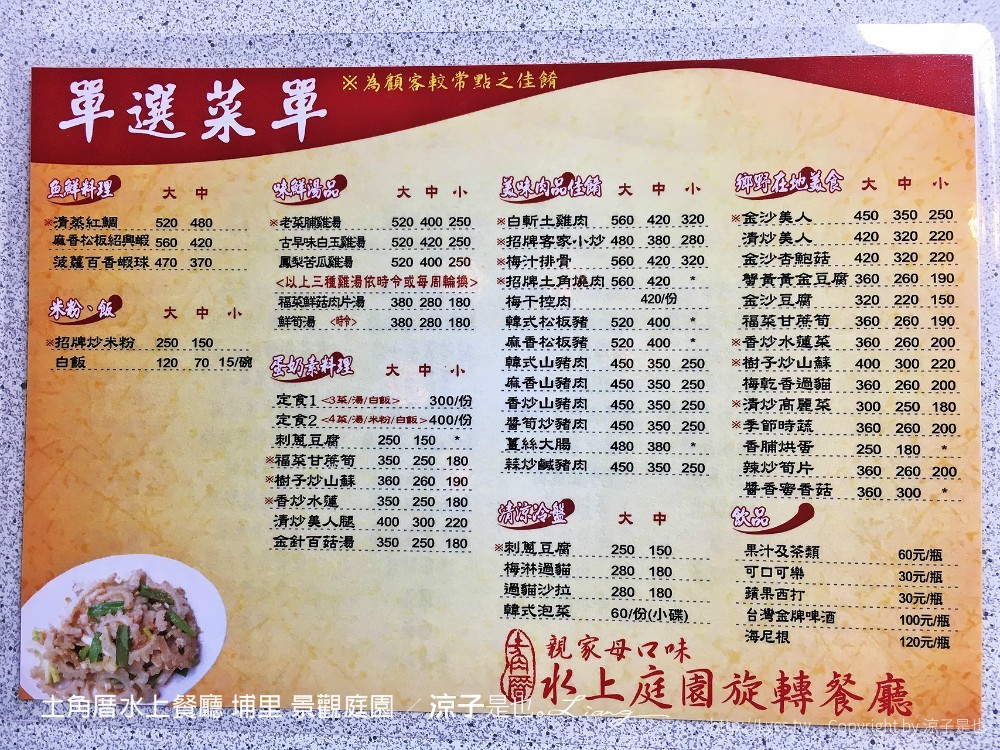 單選菜單
※為顧客較常點之佳餚
魚鮮料理 大 中
※清蒸紅鯛 520 480
麻香松板紹興蝦 560 420
菠蘿百香蝦球 470 370
米粉、飯 大 中 小
※招牌炒米粉 250 150
白飯 120 70 15/碗
味鮮湯品 大 中 小
※老菜脯雞湯 520 400 250
古早味白玉雞湯 520 420 250
鳳梨苦瓜雞湯 520 400 250
<以上三種雞湯依時令或每周輪換>
福菜鮮菇肉片湯 380 280 180
鮮筍湯 <時令> 380 280 180
蛋奶素料理 大 中 小
定食1 <3菜/湯/白飯> 300/份
定食2 <4菜/湯/米粉/白飯> 400/份
刺蔥豆腐 250 150 *
※福菜甘蔗筍 350 250 180
※樹子炒山蘇 360 260 190
※香炒水蓮 350 250 180
清炒美人腿 400 300 220
金針百菇湯 350 250 180
美味肉品佳餚 大 中 小
※白斬土雞肉 560 420 320
※招牌客家小炒 480 380 280
※梅汁排骨 560 420 320
※招牌土角燒肉 560 420 *
梅干控肉 420/份
韓式松板豬 520 400 *
麻香松板豬 520 400 *
韓式山豬肉 450 350 250
麻香山豬肉 450 350 250
香炒山豬肉 450 350 250
醬筍炒豬肉 450 350 250
薑絲大腸 480 380 *
蒜炒鹹豬肉 450 350 250
清涼冷盤 大 中
※刺蔥豆腐 250 150
梅淋過貓 280 180
過貓沙拉 280 180
韓式泡菜 60/份(小碟)
鄉野在地美食 大 中 小
※金沙美人 450 350 250
清炒美人 420 320 220
金沙杏鮑菇 420 320 220
蟹黃黃金豆腐 360 260 190
金沙豆腐 320 220 150
福菜甘蔗筍 360 260 190
※香炒水蓮菜 360 260 200
※樹子炒山蘇 400 300 220
梅乾香過貓 360 260 200
※清炒高麗菜 300 250 180
※季節時蔬 360 260 200
香脯烘蛋 250 180 *
辣炒筍片 360 260 200
醬香杏香菇 360 300 *
飲品
果汁及茶類 60元/瓶
可口可樂 30元/瓶
蘋果西打 30元/瓶
台灣金牌啤酒 100元/瓶
海尼根 120元/瓶
親家母口味
水上庭園旋轉餐廳
土角厝水上餐廳 埔里 景觀庭園 / 涼子是也 Liang
Copyright by 涼子是也